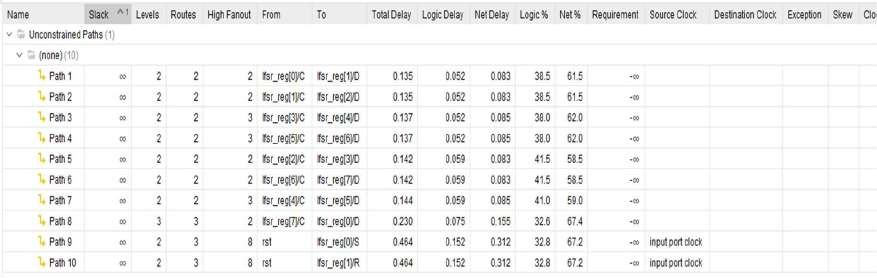 Name Slack ^1 Levels Routes High Fanout From To Total Delay Logic Delay Net Delay Logic % Net % Requirement Source Clock Destination Clock Exception Skew Cloc
Unconstrained Paths (1)
(none) (10)
Path 1 ∞ 2 2 2 lfsr_reg[0]/C lfsr_reg[1]/D 0.135 0.052 0.083 38.5 61.5 -∞
Path 2 ∞ 2 2 2 lfsr_reg[1]/C lfsr_reg[2]/D 0.135 0.052 0.083 38.5 61.5 -∞
Path 3 ∞ 2 2 3 lfsr_reg[3]/C lfsr_reg[4]/D 0.137 0.052 0.085 38.0 62.0 -∞
Path 4 ∞ 2 2 3 lfsr_reg[5]/C lfsr_reg[6]/D 0.137 0.052 0.085 38.0 62.0 -∞
Path 5 ∞ 2 2 2 lfsr_reg[2]/C lfsr_reg[3]/D 0.142 0.059 0.083 41.5 58.5 -∞
Path 6 ∞ 2 2 2 lfsr_reg[6]/C lfsr_reg[7]/D 0.142 0.059 0.083 41.5 58.5 -∞
Path 7 ∞ 2 2 3 lfsr_reg[4]/C lfsr_reg[5]/D 0.144 0.059 0.085 41.0 59.0 -∞
Path 8 ∞ 3 3 2 lfsr_reg[7]/C lfsr_reg[0]/D 0.230 0.075 0.155 32.6 67.4 -∞
Path 9 ∞ 2 3 8 rst lfsr_reg[0]/S 0.464 0.152 0.312 32.8 67.2 -∞ input port clock
Path 10 ∞ 2 3 8 rst lfsr_reg[1]/R 0.464 0.152 0.312 32.8 67.2 -∞ input port clock